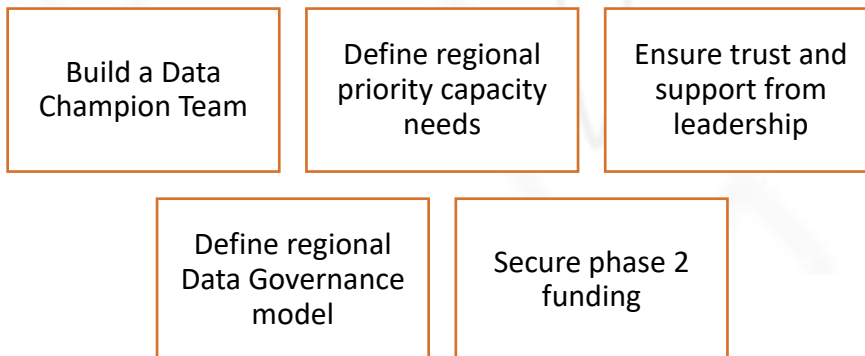 Build a Data
Champion Team
Define regional
priority capacity
needs
Ensure trust and
support from
leadership
Define regional
Data Governance
model
Secure phase 2
funding